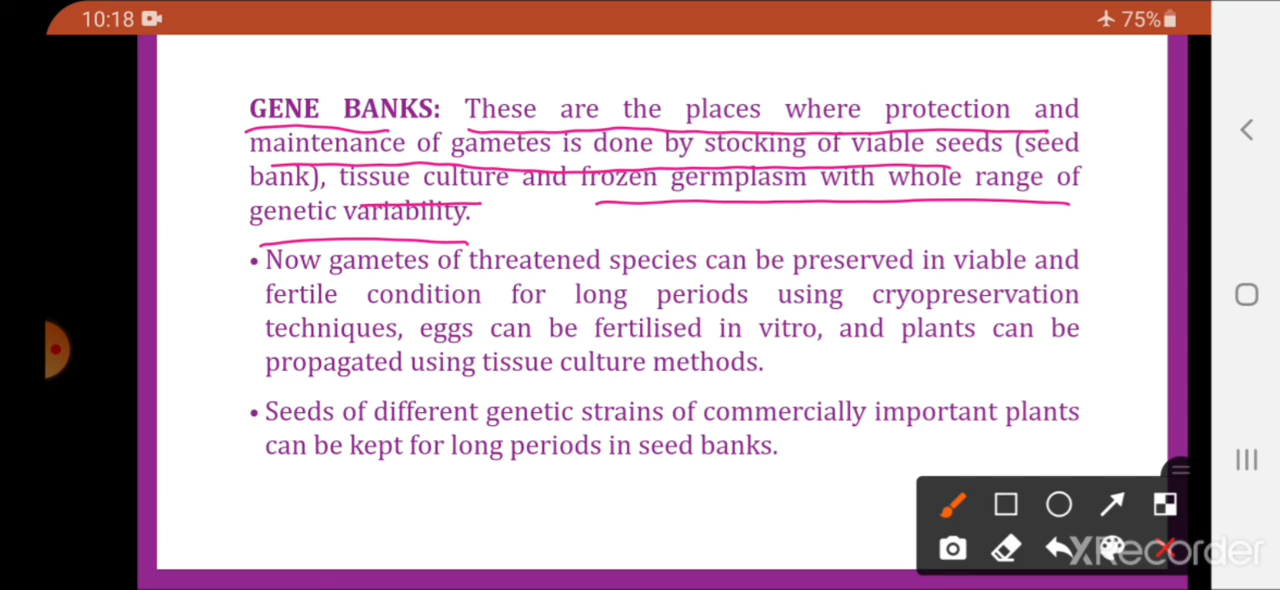 10:18
75%
GENE BANKS: These are the places where protection and
maintenance of gametes is done by stocking of viable seeds (seed
bank), tissue culture and frozen germplasm with whole range of
genetic variability.
• Now gametes of threatened species can be preserved in viable and
fertile condition for long periods using cryopreservation
techniques, eggs can be fertilised in vitro, and plants can be
propagated using tissue culture methods.
• Seeds of different genetic strains of commercially important plants
can be kept for long periods in seed banks.
XRecorder